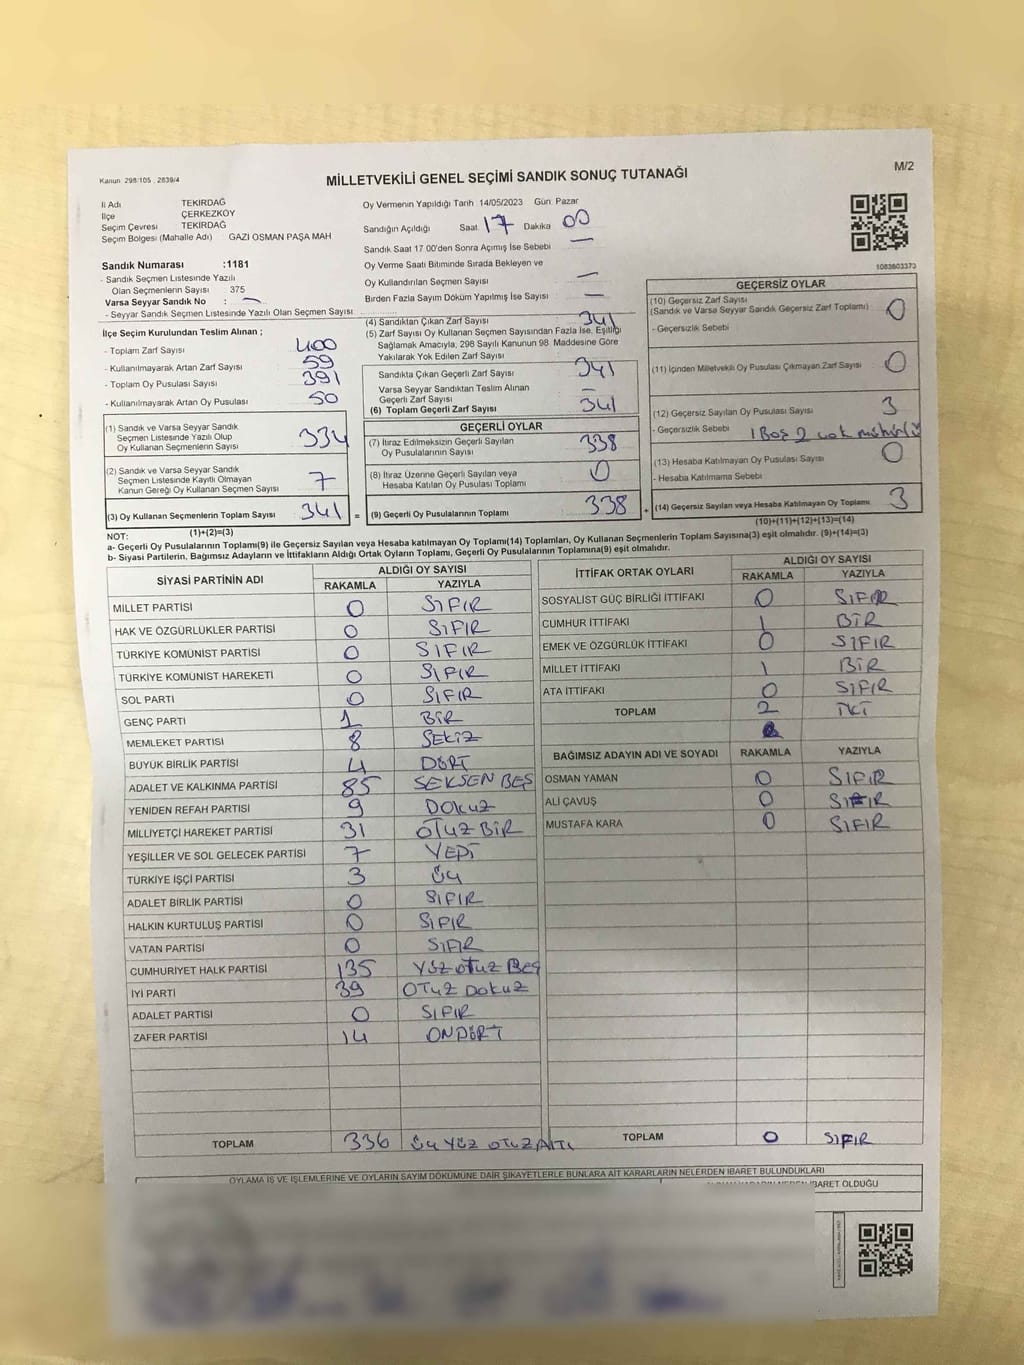 Kanun 298/105 , 2839/4
MİLLETVEKİLİ GENEL SEÇİMİ SANDIK SONUÇ TUTANAĞI
M/2
İl Adı TEKİRDAĞ
İlçe ÇERKEZKÖY
Seçim Çevresi TEKİRDAĞ
Seçim Bölgesi (Mahalle Adı) GAZİ OSMAN PAŞA MAH
Sandık Numarası :1181
- Sandık Seçmen Listesinde Yazılı
Olan Seçmenlerin Sayısı : 375
Varsa Seyyar Sandık No : —
- Seyyar Sandık Seçmen Listesinde Yazılı Olan Seçmen Sayısı
Oy Vermenin Yapıldığı Tarih 14/05/2023 Gün Pazar
Sandığın Açıldığı Saat 17 Dakika 00
Sandık Saat 17 00'den Sonra Açılmış İse Sebebi —
Oy Verme Saati Bitiminde Sırada Bekleyen ve
Oy Kullandırılan Seçmen Sayısı —
Birden Fazla Sayım Döküm Yapılmış İse Sayısı —
1083603373
İlçe Seçim Kurulundan Teslim Alınan ;
- Toplam Zarf Sayısı 400
- Kullanılmayarak Artan Zarf Sayısı 59
- Toplam Oy Pusulası Sayısı 391
- Kullanılmayarak Artan Oy Pusulası 50
(1) Sandık ve Varsa Seyyar Sandık
Seçmen Listesinde Yazılı Olup
Oy Kullanan Seçmenlerin Sayısı 334
(2) Sandık ve Varsa Seyyar Sandık
Seçmen Listesinde Kayıtlı Olmayan
Kanun Gereği Oy Kullanan Seçmen Sayısı 7
(3) Oy Kullanan Seçmenlerin Toplam Sayısı 341 =
(1)+(2)=(3)
(4) Sandıktan Çıkan Zarf Sayısı 341
(5) Zarf Sayısı Oy Kullanan Seçmen Sayısından Fazla İse, Eşitliği
Sağlamak Amacıyla; 298 Sayılı Kanunun 98. Maddesine Göre
Yakılarak Yok Edilen Zarf Sayısı
Sandıkta Çıkan Geçerli Zarf Sayısı 341
Varsa Seyyar Sandıktan Teslim Alınan
Geçerli Zarf Sayısı —
(6) Toplam Geçerli Zarf Sayısı 341
GEÇERLİ OYLAR
(7) İtiraz Edilmeksizin Geçerli Sayılan
Oy Pusulalarının Sayısı 338
(8) İtiraz Üzerine Geçerli Sayılan veya
Hesaba Katılan Oy Pusulası Toplamı 0
(9) Geçerli Oy Pusulalarının Toplamı 338 +
GEÇERSİZ OYLAR
(10) Geçersiz Zarf Sayısı
(Sandık ve Varsa Seyyar Sandık Geçersiz Zarf Toplamı) 0
- Geçersizlik Sebebi
(11) İçinden Milletvekili Oy Pusulası Çıkmayan Zarf Sayısı 0
(12) Geçersiz Sayılan Oy Pusulası Sayısı 3
- Geçersizlik Sebebi 1 Boş 2 çok mühürlü
(13) Hesaba Katılmayan Oy Pusulası Sayısı 0
- Hesaba Katılmama Sebebi
(14) Geçersiz Sayılan veya Hesaba Katılmayan Oy Toplamı 3
(10)+(11)+(12)+(13)=(14)
NOT:
a- Geçerli Oy Pusulalarının Toplamı(9) ile Geçersiz Sayılan veya Hesaba katılmayan Oy Toplamı(14) Toplamları, Oy Kullanan Seçmenlerin Toplam Sayısına(3) eşit olmalıdır. (9)+(14)=(3)
b- Siyasi Partilerin, Bağımsız Adayların ve İttifakların Aldığı Ortak Oyların Toplamı, Geçerli Oy Pusulalarının Toplamına(9) eşit olmalıdır.
SİYASİ PARTİNİN ADI ALDIĞI OY SAYISI
RAKAMLA YAZIYLA
MİLLET PARTİSİ 0 SIFIR
HAK VE ÖZGÜRLÜKLER PARTİSİ 0 SIFIR
TÜRKİYE KOMÜNİST PARTİSİ 0 SIFIR
TÜRKİYE KOMÜNİST HAREKETİ 0 SIFIR
SOL PARTİ 0 SIFIR
GENÇ PARTİ 1 BİR
MEMLEKET PARTİSİ 8 SEKİZ
BÜYÜK BİRLİK PARTİSİ 4 DÖRT
ADALET VE KALKINMA PARTİSİ 85 SEKSEN BEŞ
YENİDEN REFAH PARTİSİ 9 DOKUZ
MİLLİYETÇİ HAREKET PARTİSİ 31 OTUZ BİR
YEŞİLLER VE SOL GELECEK PARTİSİ 7 YEDİ
TÜRKİYE İŞÇİ PARTİSİ 3 ÜÇ
ADALET BİRLİK PARTİSİ 0 SIFIR
HALKIN KURTULUŞ PARTİSİ 0 SIFIR
VATAN PARTİSİ 0 SIFIR
CUMHURİYET HALK PARTİSİ 135 YÜZ OTUZ BEŞ
İYİ PARTİ 39 OTUZ DOKUZ
ADALET PARTİSİ 0 SIFIR
ZAFER PARTİSİ 14 ONDÖRT
TOPLAM 336 ÜÇ YÜZ OTUZ ALTI
İTTİFAK ORTAK OYLARI ALDIĞI OY SAYISI
RAKAMLA YAZIYLA
SOSYALİST GÜÇ BİRLİĞİ İTTİFAKI 0 SIFIR
CUMHUR İTTİFAKI 1 BİR
EMEK VE ÖZGÜRLÜK İTTİFAKI 0 SIFIR
MİLLET İTTİFAKI 1 BİR
ATA İTTİFAKI 0 SIFIR
TOPLAM 2 İKİ
BAĞIMSIZ ADAYIN ADI VE SOYADI RAKAMLA YAZIYLA
OSMAN YAMAN 0 SIFIR
ALİ ÇAVUŞ 0 SIFIR
MUSTAFA KARA 0 SIFIR
TOPLAM 0 SIFIR
OYLAMA İŞ VE İŞLEMLERİNE VE OYLARIN SAYIM DÖKÜMÜNE DAİR ŞİKAYETLERLE BUNLARA AİT KARARLARIN NELERDEN İBARET BULUNDUKLARI
İBARET OLDUĞU